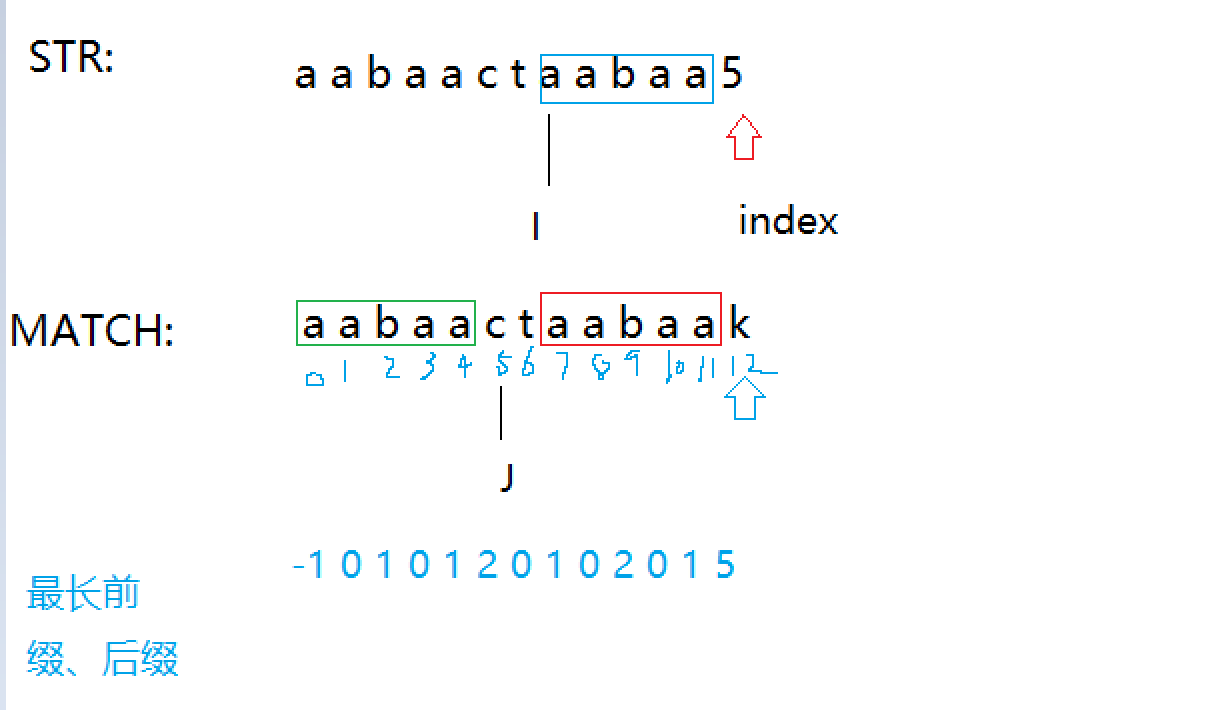 STR: a a b a a c t a a b a a 5
I
index
MATCH: a a b a a c t a a b a a k
0 1 2 3 4 5 6 7 8 9 10 11 12
J
-1 0 1 0 1 2 0 1 0 2 0 1 5
最长前
缀、后缀